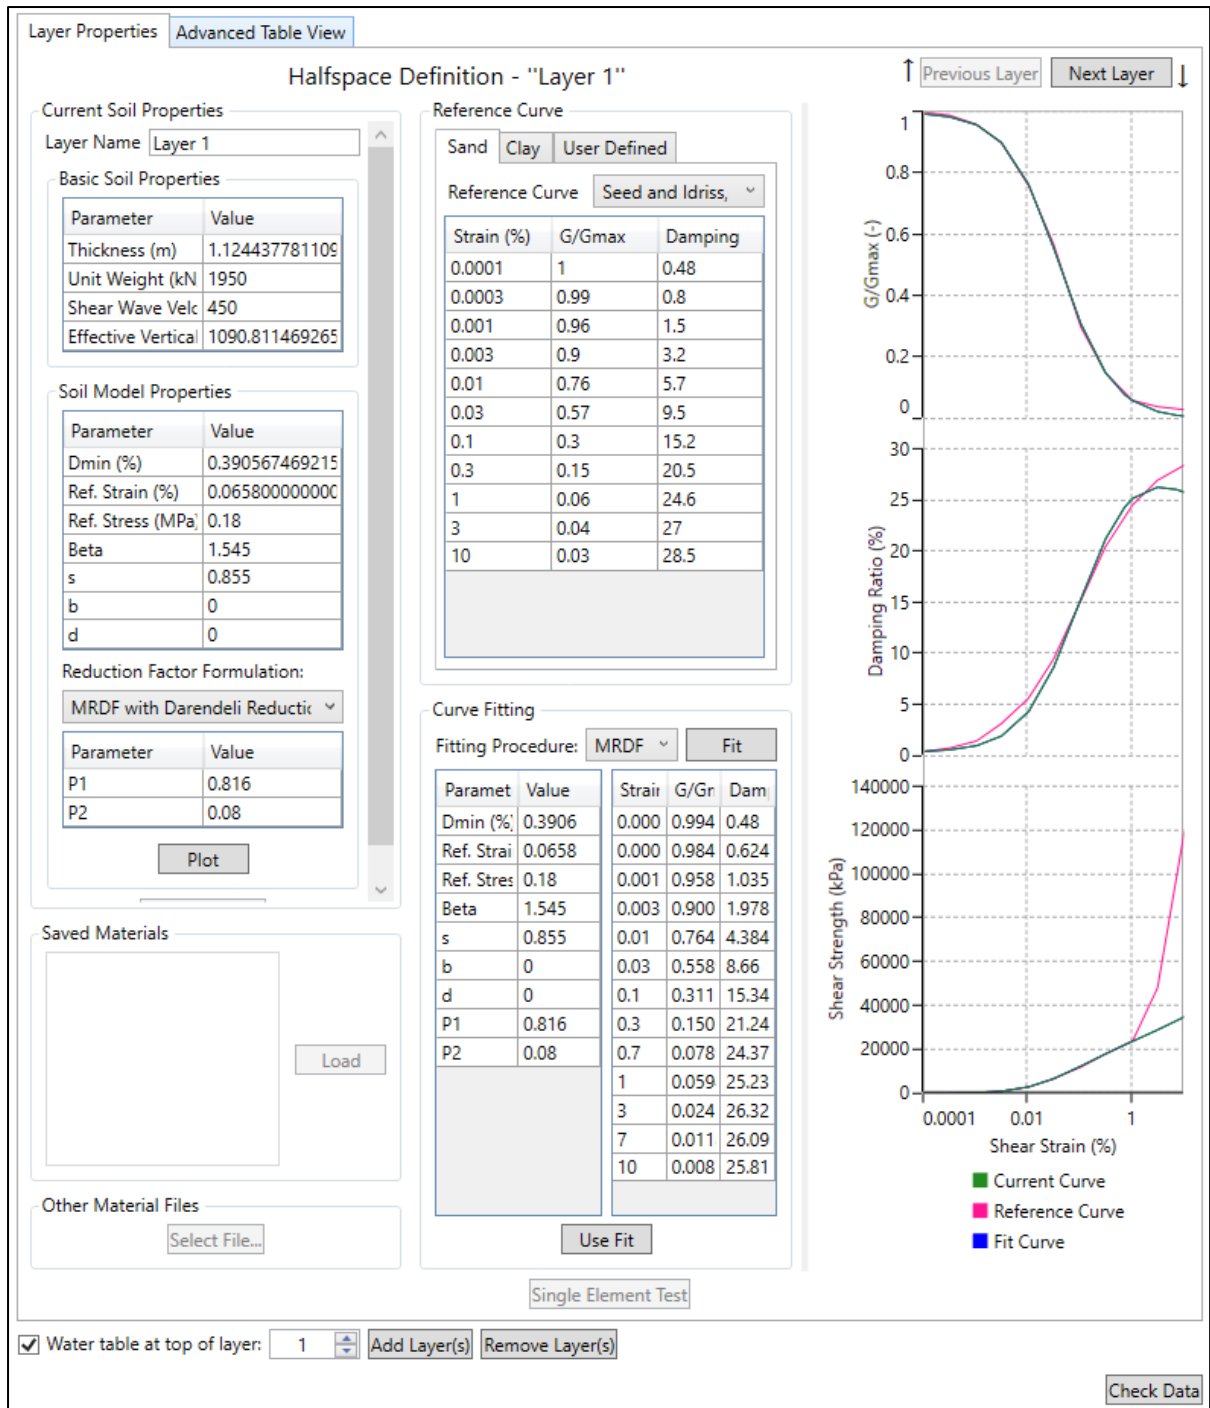 Layer Properties Advanced Table View
Halfspace Definition - "Layer 1"
↑ Previous Layer Next Layer ↓
Current Soil Properties
Layer Name Layer 1
Basic Soil Properties
Parameter Value
Thickness (m) 1.124437781109
Unit Weight (kN 1950
Shear Wave Velc 450
Effective Vertical 1090.811469265
Soil Model Properties
Parameter Value
Dmin (%) 0.390567469215
Ref. Strain (%) 0.065800000000
Ref. Stress (MPa) 0.18
Beta 1.545
s 0.855
b 0
d 0
Reduction Factor Formulation:
MRDF with Darendeli Reductic
Parameter Value
P1 0.816
P2 0.08
Plot
Saved Materials
Load
Other Material Files
Select File...
Reference Curve
Sand Clay User Defined
Reference Curve Seed and Idriss,
Strain (%) G/Gmax Damping
0.0001 1 0.48
0.0003 0.99 0.8
0.001 0.96 1.5
0.003 0.9 3.2
0.01 0.76 5.7
0.03 0.57 9.5
0.1 0.3 15.2
0.3 0.15 20.5
1 0.06 24.6
3 0.04 27
10 0.03 28.5
Curve Fitting
Fitting Procedure: MRDF Fit
Paramet Value
Dmin (%) 0.3906
Ref. Strai 0.0658
Ref. Stres 0.18
Beta 1.545
s 0.855
b 0
d 0
P1 0.816
P2 0.08
Strair G/Gr Dam
0.000 0.994 0.48
0.000 0.984 0.624
0.001 0.958 1.035
0.003 0.900 1.978
0.01 0.764 4.384
0.03 0.558 8.66
0.1 0.311 15.34
0.3 0.150 21.24
0.7 0.078 24.37
1 0.059 25.23
3 0.024 26.32
7 0.011 26.09
10 0.008 25.81
Use Fit
G/Gmax (-)
1
0.8
0.6
0.4
0.2
0
Damping Ratio (%)
30
25
20
15
10
5
0
Shear Strength (kPa)
140000
120000
100000
80000
60000
40000
20000
0
0.0001 0.01 1
Shear Strain (%)
Current Curve
Reference Curve
Fit Curve
Single Element Test
Water table at top of layer: 1 Add Layer(s) Remove Layer(s)
Check Data